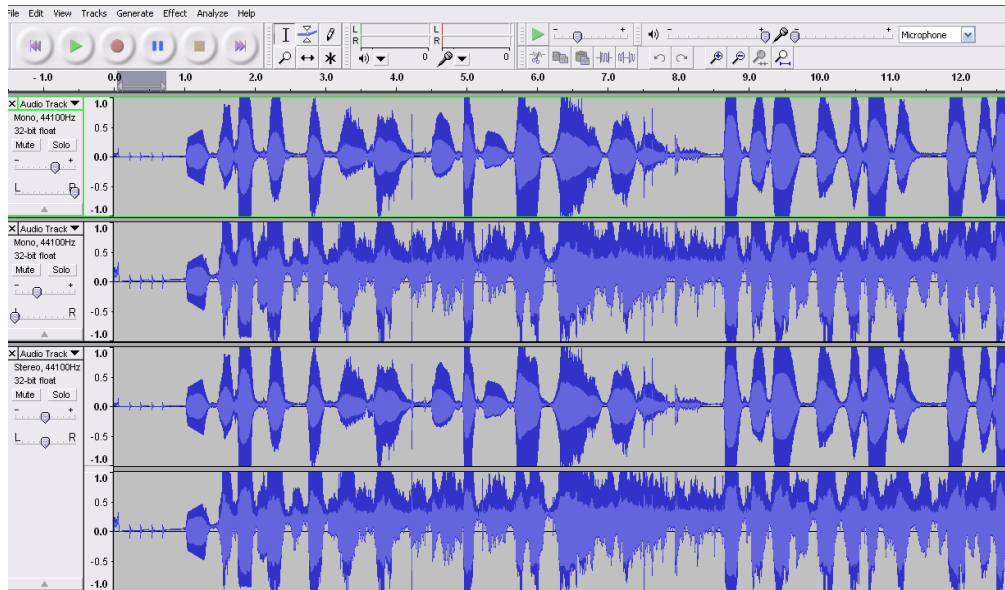 File Edit View Tracks Generate Effect Analyze Help
L R L R - + - + - + Microphone
0 0
- 1.0 0.0 1.0 2.0 3.0 4.0 5.0 6.0 7.0 8.0 9.0 10.0 11.0 12.0
X Audio Track 1.0
Mono, 44100Hz
32-bit float 0.5
Mute Solo
- + 0.0
L R -0.5
-1.0
X Audio Track 1.0
Mono, 44100Hz
32-bit float 0.5
Mute Solo
- + 0.0
L R -0.5
-1.0
X Audio Track 1.0
Stereo, 44100Hz
32-bit float 0.5
Mute Solo
- + 0.0
L R -0.5
-1.0
1.0
0.5
0.0
-0.5
-1.0